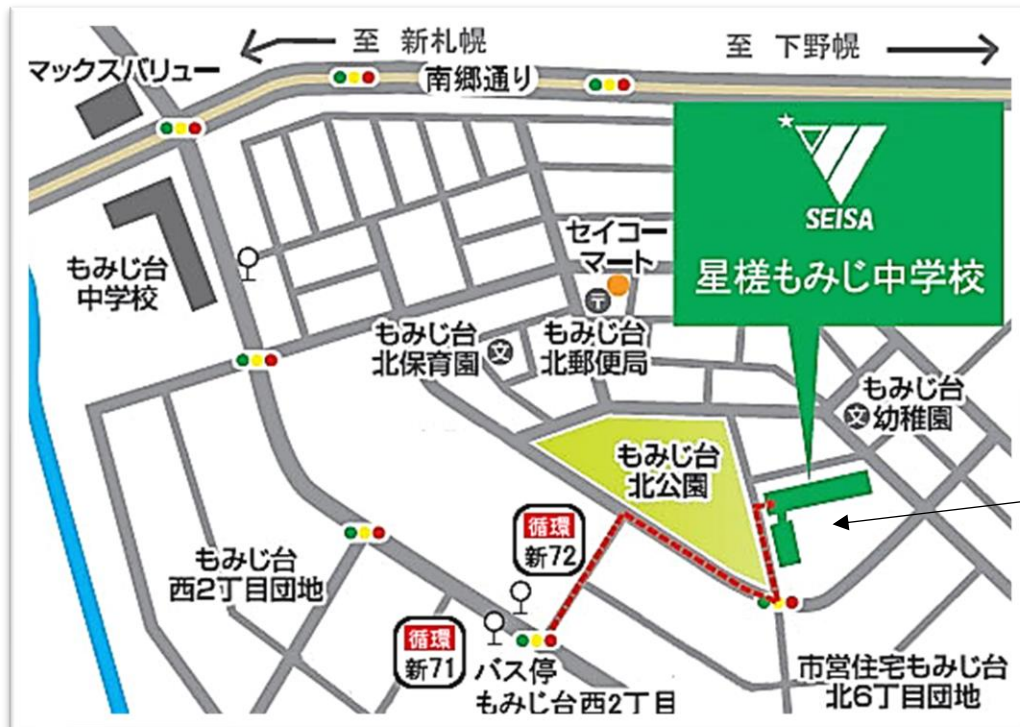 至 新札幌
至 下野幌
マックスバリュー
南郷通り
SEISA
星槎もみじ中学校
もみじ台
中学校
セイコー
マート
〒
もみじ台
北保育園
文
もみじ台
北郵便局
もみじ台
幼稚園
文
もみじ台
北公園
循環
新72
もみじ台
西2丁目団地
循環
新71
バス停
もみじ台西2丁目
市営住宅もみじ台
北6丁目団地